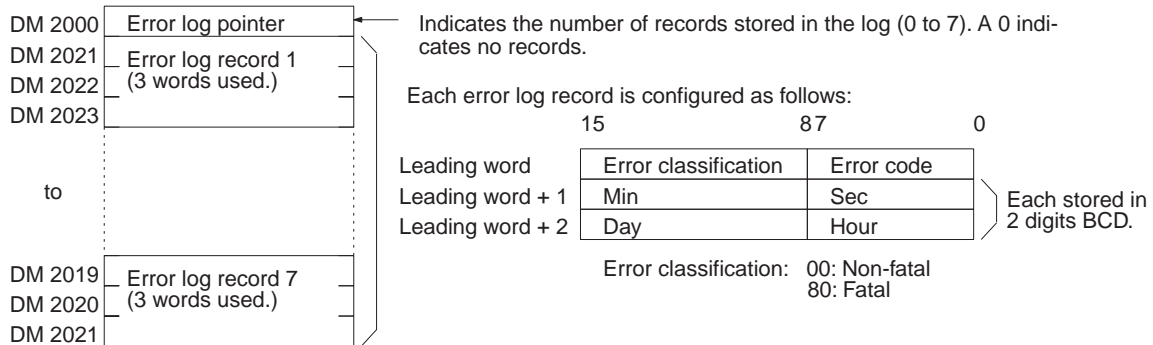 DM 2000 Error log pointer
Indicates the number of records stored in the log (0 to 7). A 0 indi-
cates no records.
DM 2021 Error log record 1
DM 2022 (3 words used.)
DM 2023
Each error log record is configured as follows:
15 8 7 0
Leading word Error classification Error code
Leading word + 1 Min Sec
Leading word + 2 Day Hour
Each stored in
2 digits BCD.
Error classification: 00: Non-fatal
80: Fatal
to
DM 2019 Error log record 7
DM 2020 (3 words used.)
DM 2021